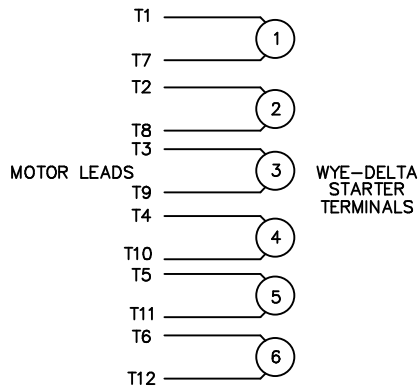 T1
1
T7
T2
2
T8
T3
MOTOR LEADS
3
WYE-DELTA
STARTER
TERMINALS
T9
T4
4
T10
T5
5
T11
T6
6
T12